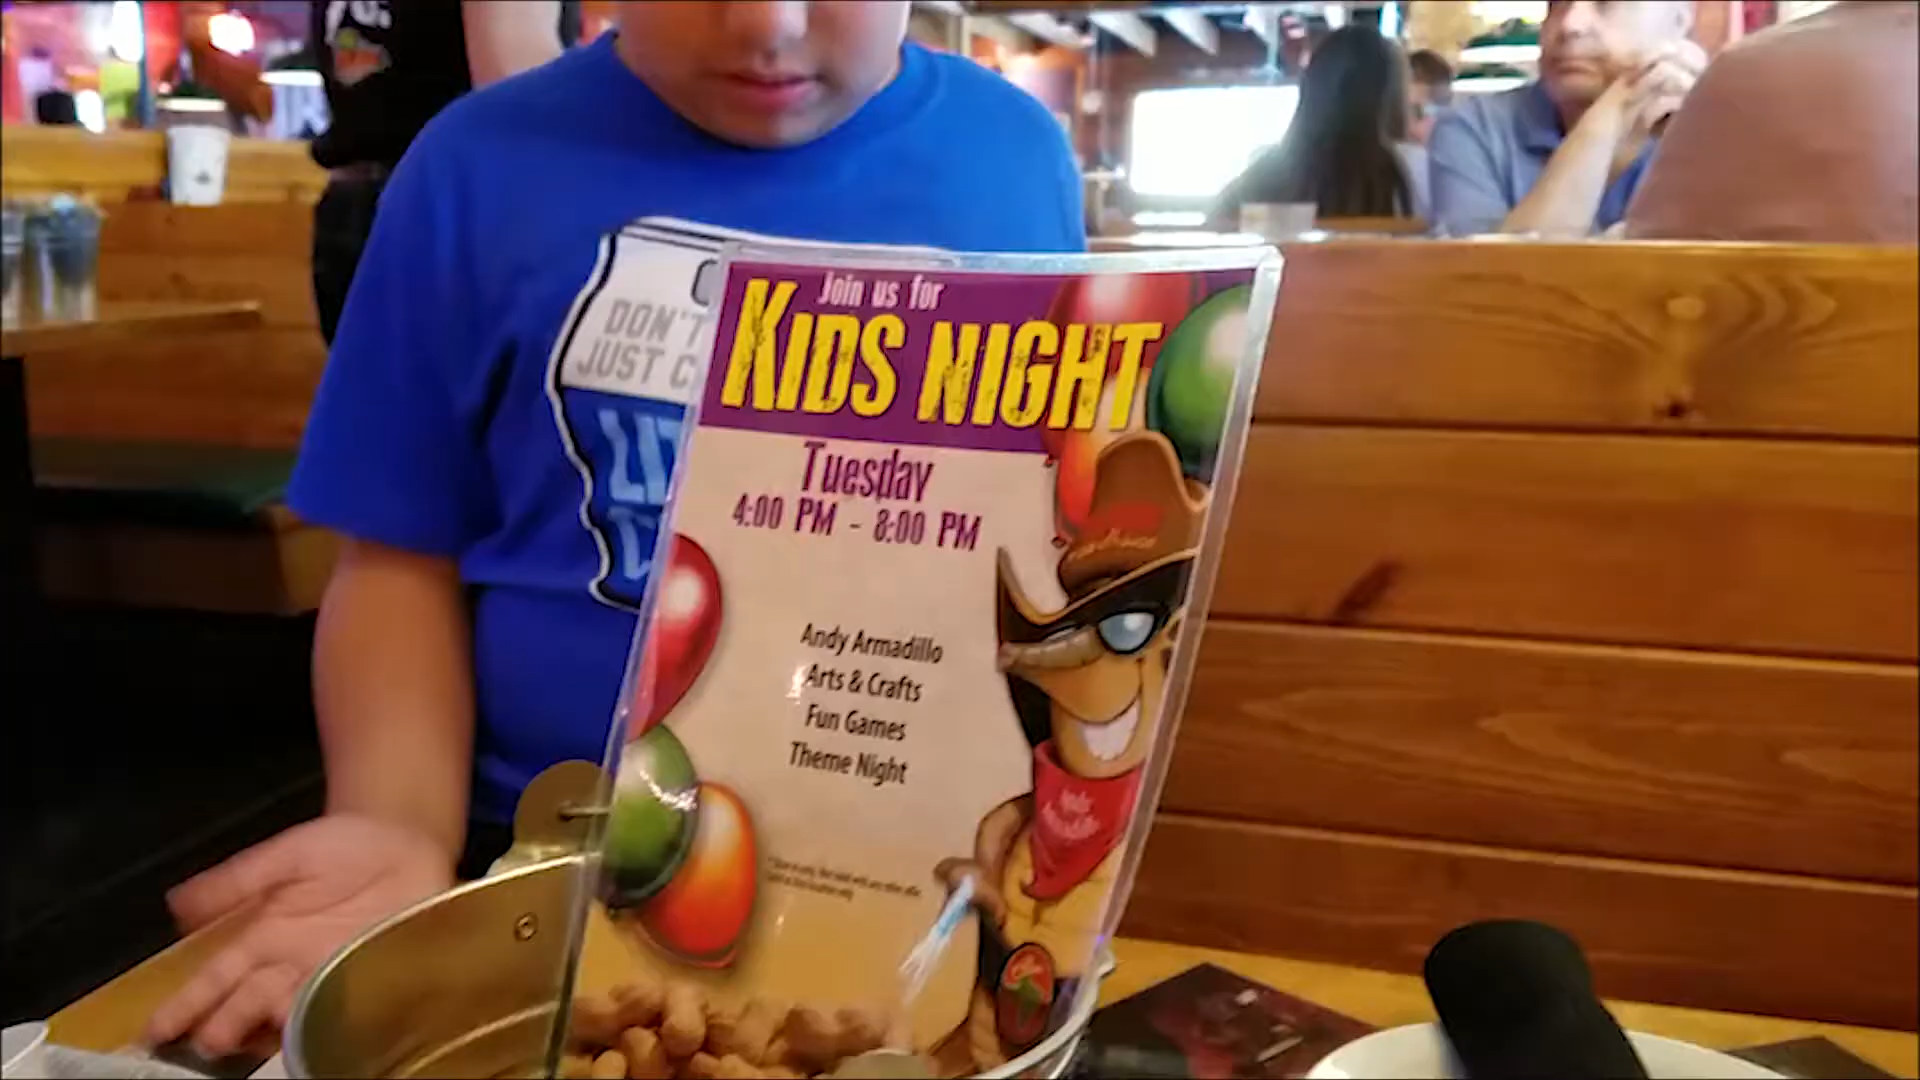 Join us for
KIDS NIGHT
Tuesday
4:00 PM - 8:00 PM
Andy Armadillo
Arts & Crafts
Fun Games
Theme Night
DON'T
JUST C